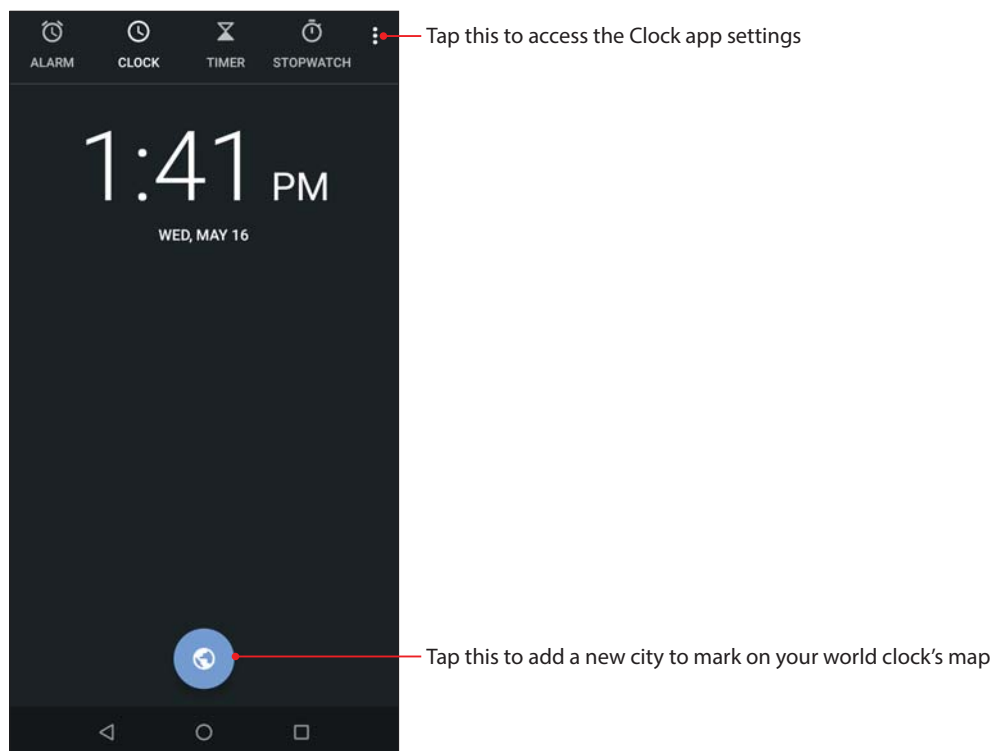 Tap this to access the Clock app settings
ALARM CLOCK TIMER STOPWATCH
1:41 PM
WED, MAY 16
Tap this to add a new city to mark on your world clock’s map